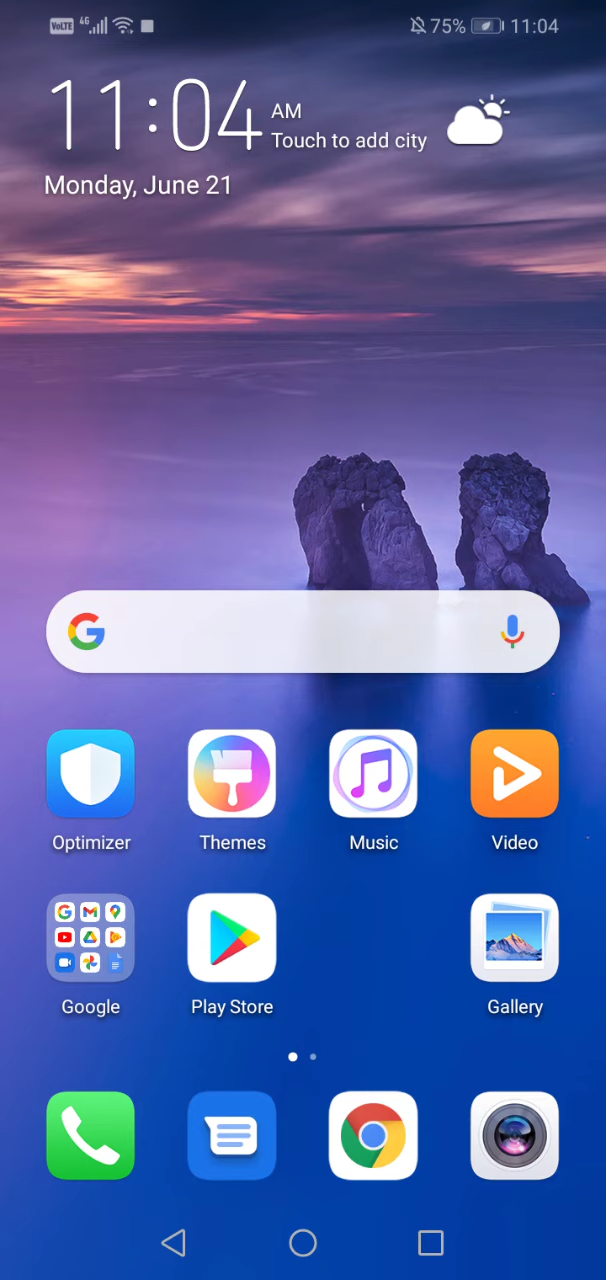 VoLTE 4G 75% 11:04
11:04 AM
Touch to add city
Monday, June 21
Optimizer Themes Music Video
Google Play Store Gallery